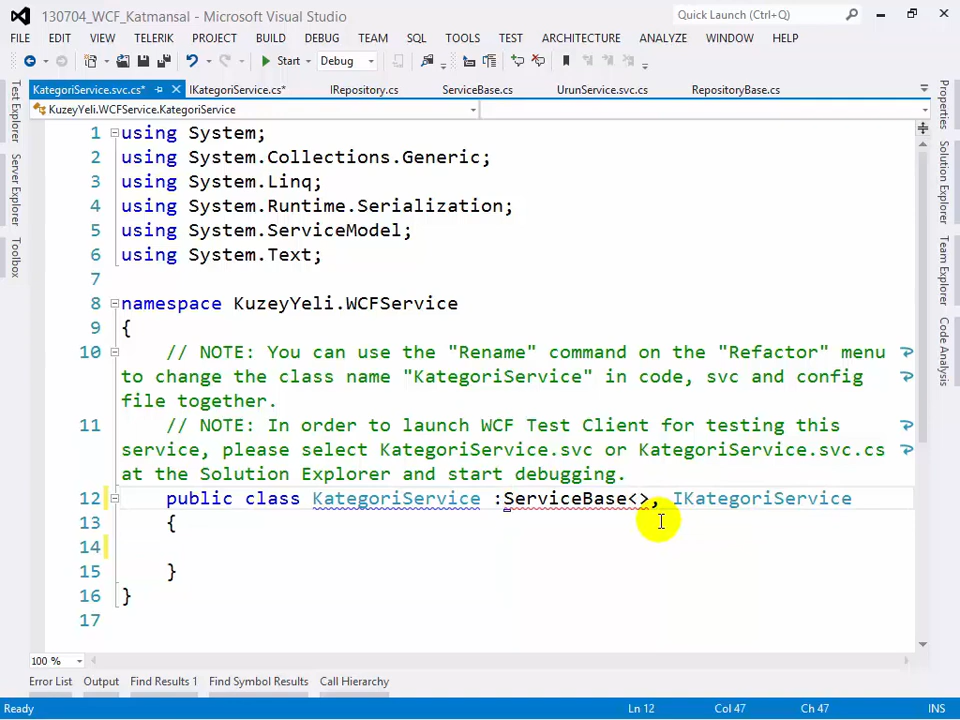 130704_WCF_Katmansal - Microsoft Visual Studio
Quick Launch (Ctrl+Q)
FILE EDIT VIEW TELERIK PROJECT BUILD DEBUG TEAM SQL TOOLS TEST ARCHITECTURE ANALYZE WINDOW HELP
Start Debug
KategoriService.svc.cs* IKategoriService.cs* IRepository.cs ServiceBase.cs UrunService.svc.cs RepositoryBase.cs
KuzeyYeli.WCFService.KategoriService
Test Explorer
Server Explorer
Toolbox
1 using System;
2 using System.Collections.Generic;
3 using System.Linq;
4 using System.Runtime.Serialization;
5 using System.ServiceModel;
6 using System.Text;
7
8 namespace KuzeyYeli.WCFService
9 {
10 // NOTE: You can use the "Rename" command on the "Refactor" menu
to change the class name "KategoriService" in code, svc and config
file together.
11 // NOTE: In order to launch WCF Test Client for testing this
service, please select KategoriService.svc or KategoriService.svc.cs
at the Solution Explorer and start debugging.
12 public class KategoriService :ServiceBase<>, IKategoriService
13 {
14
15 }
16 }
17
Properties
Solution Explorer
Team Explorer
Code Analysis
100 %
Error List Output Find Results 1 Find Symbol Results Call Hierarchy
Ready Ln 12 Col 47 Ch 47 INS